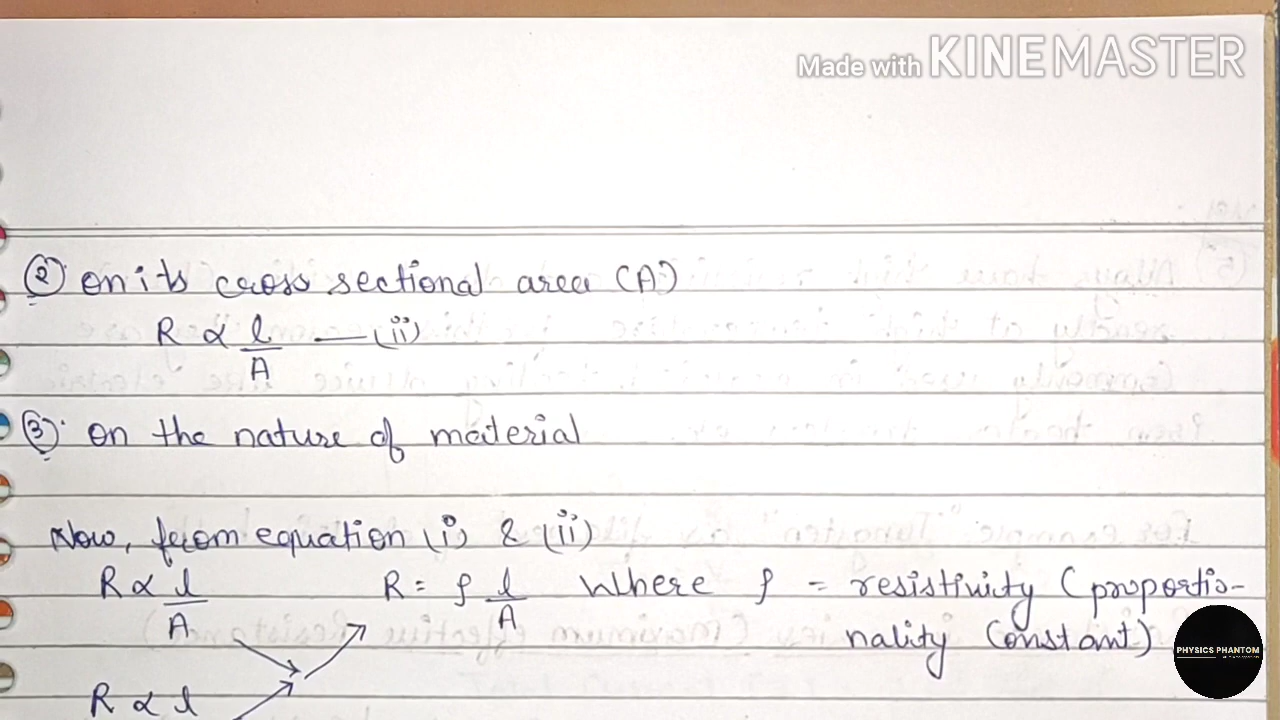 Made with KINEMASTER
② on its cross sectional area (A)
R ∝ l/A —(ii)
③ on the nature of material
Now, from equation (i) & (ii)
R ∝ l/A R = ρ l/A Where ρ = resistivity (proportio-
nality constant)
PHYSICS PHANTOM
R ∝ l